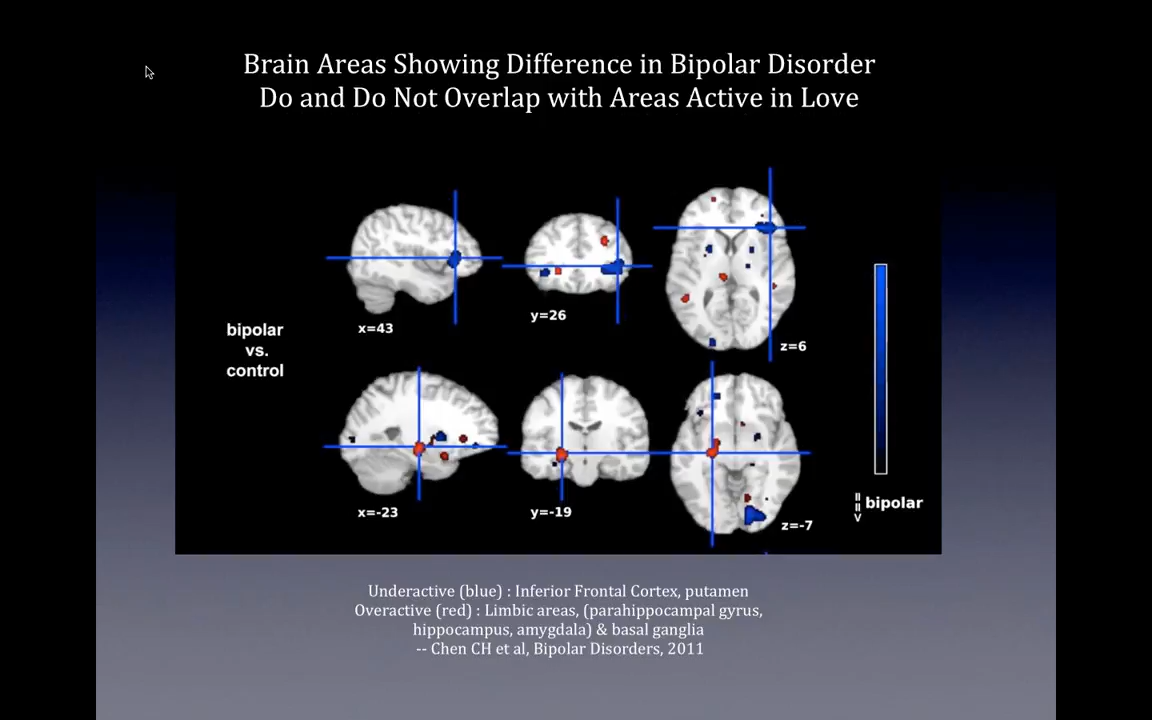 Brain Areas Showing Difference in Bipolar Disorder
Do and Do Not Overlap with Areas Active in Love
bipolar
vs.
control
x=43
y=26
z=6
x=-23
y=-19
z=-7
bipolar
Underactive (blue) : Inferior Frontal Cortex, putamen
Overactive (red) : Limbic areas, (parahippocampal gyrus,
hippocampus, amygdala) & basal ganglia
-- Chen CH et al, Bipolar Disorders, 2011